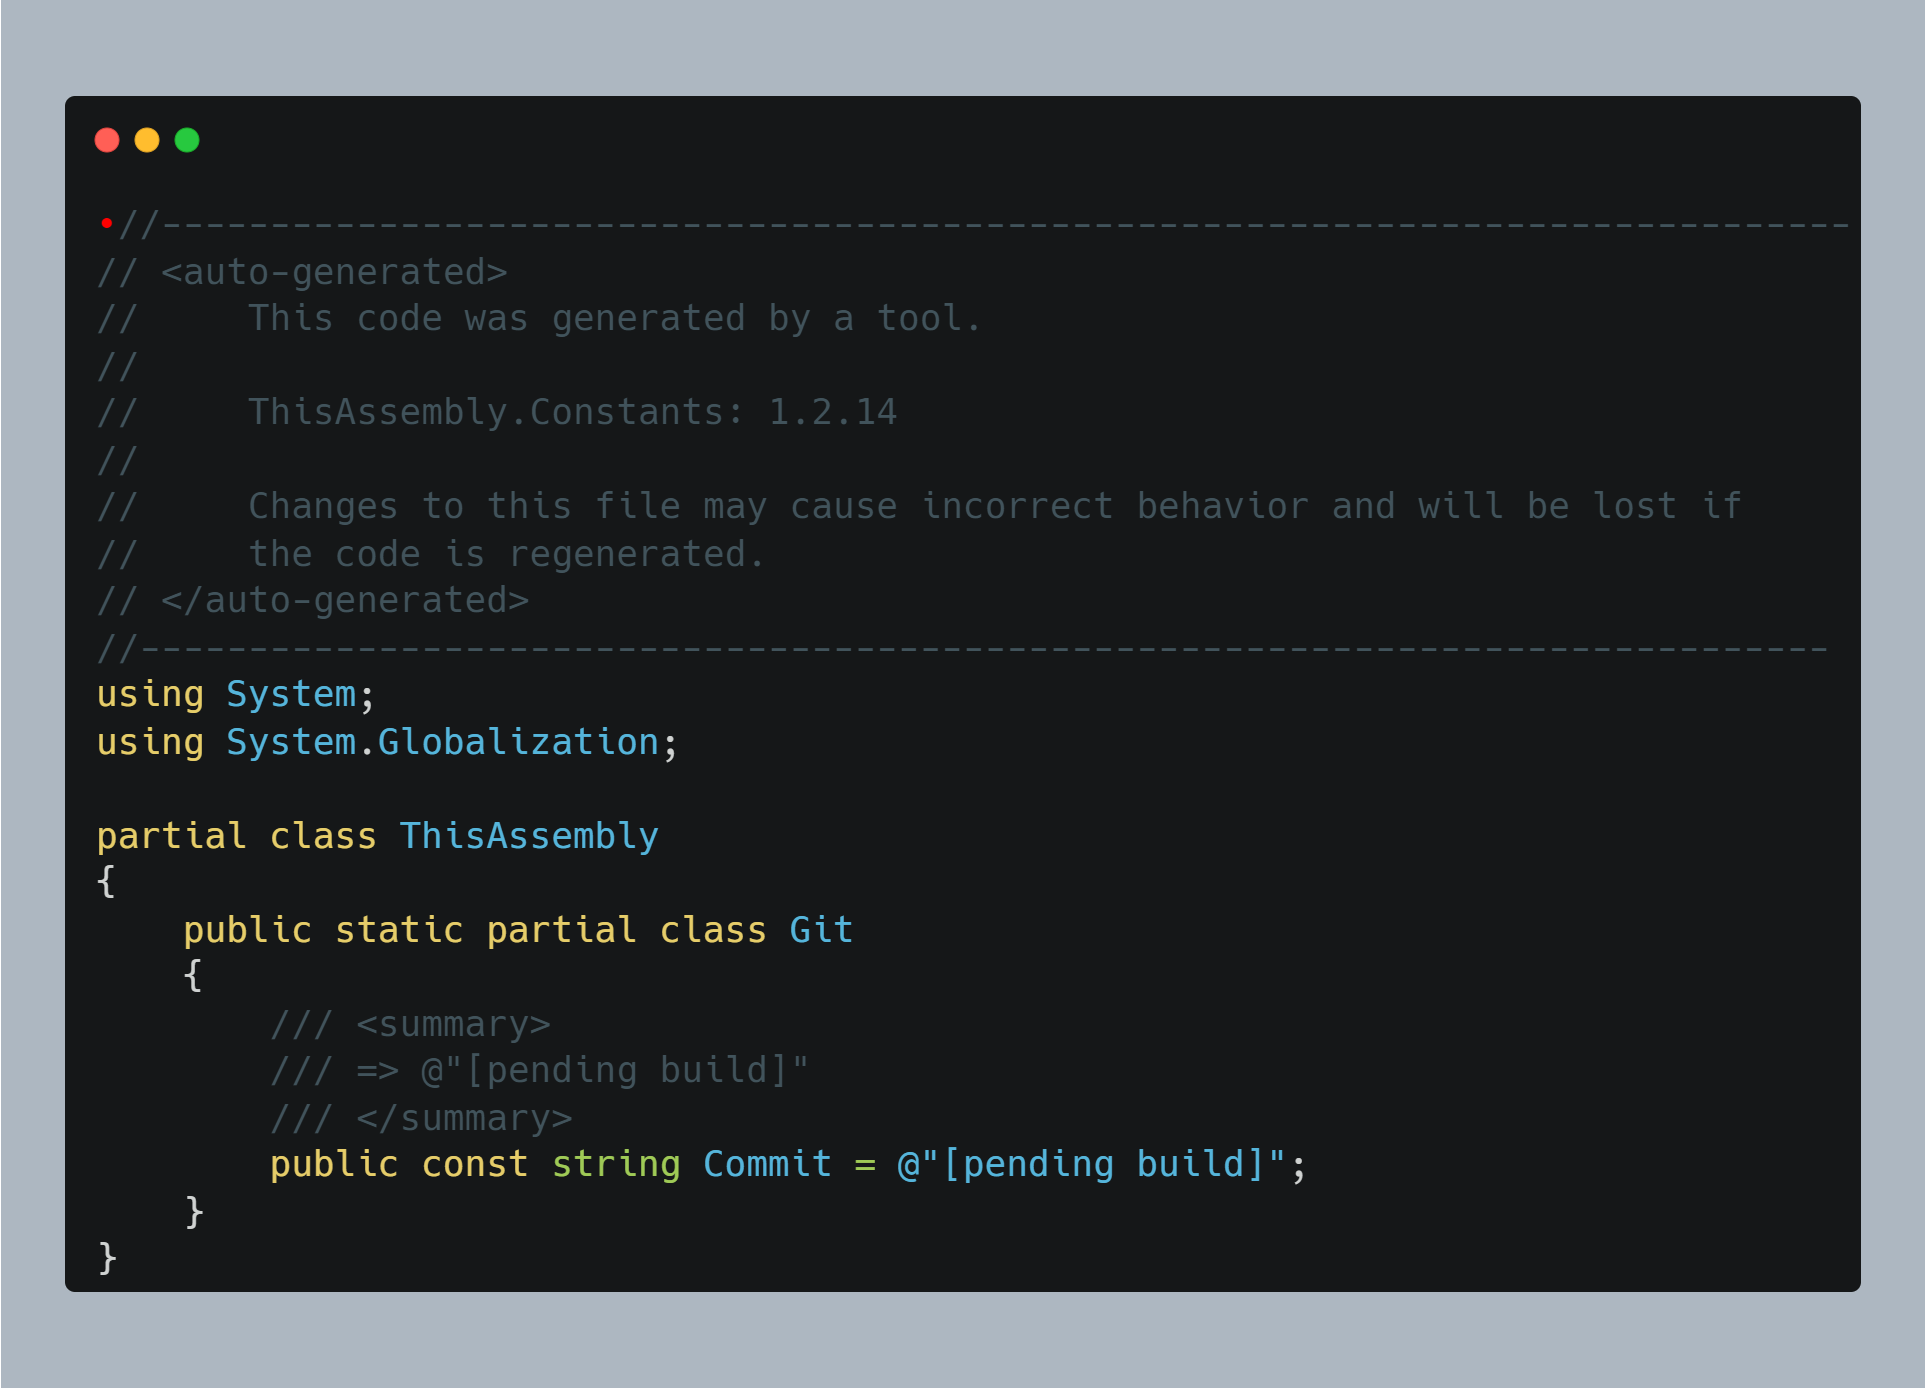 •//------------------------------------------------------------------------------
// <auto-generated>
//     This code was generated by a tool.
//
//     ThisAssembly.Constants: 1.2.14
//
//     Changes to this file may cause incorrect behavior and will be lost if
//     the code is regenerated.
// </auto-generated>
//------------------------------------------------------------------------------
using System;
using System.Globalization;

partial class ThisAssembly
{
    public static partial class Git
    {
        /// <summary>
        /// => @"[pending build]"
        /// </summary>
        public const string Commit = @"[pending build]";
    }
}